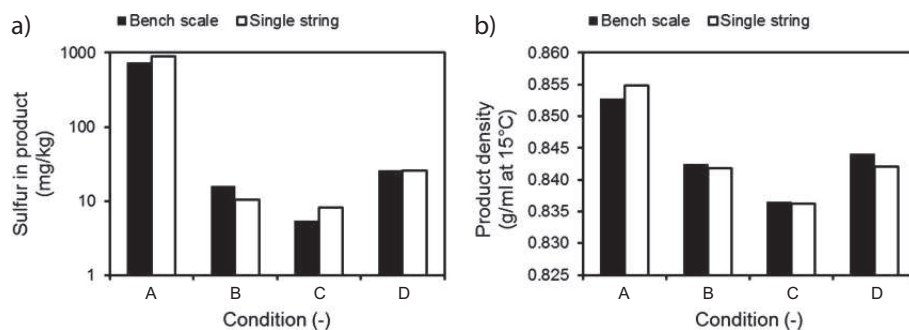 a)
Bench scale Single string
Sulfur in product
(mg/kg)
1000
100
10
1
A B C D
Condition (-)
b)
Bench scale Single string
Product density
(g/ml at 15°C)
0.860
0.855
0.850
0.845
0.840
0.835
0.830
0.825
A B C D
Condition (-)